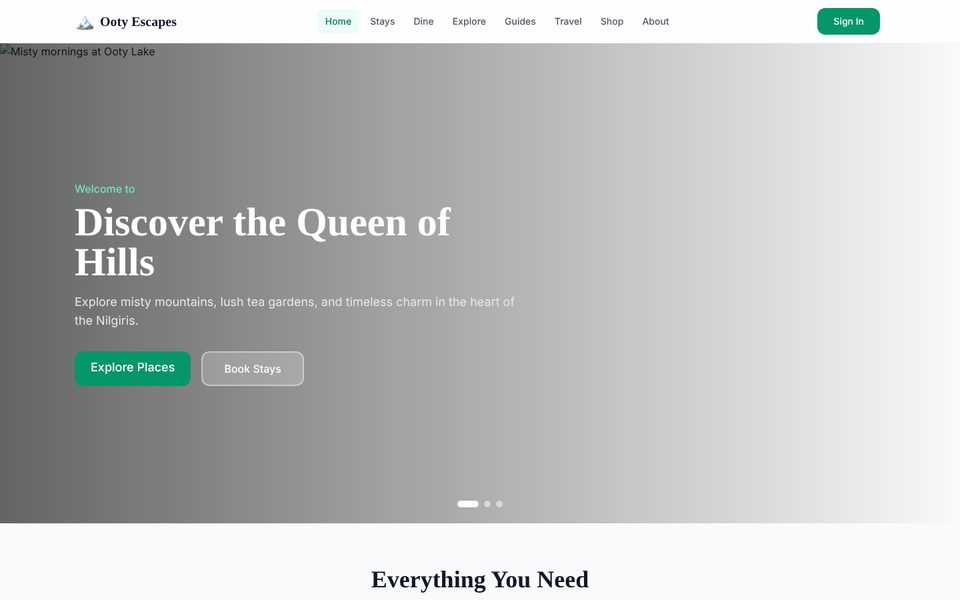 Ooty Escapes
Home Stays Dine Explore Guides Travel Shop About
Sign In
Misty mornings at Ooty Lake
Welcome to
Discover the Queen of
Hills
Explore misty mountains, lush tea gardens, and timeless charm in the heart of
the Nilgiris.
Explore Places
Book Stays
Everything You Need